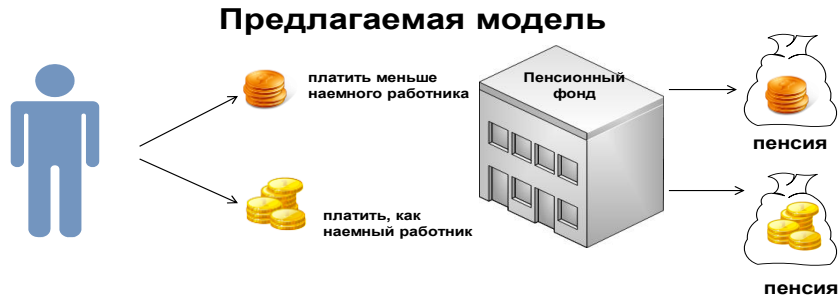 Предлагаемая модель
платить меньше
наемного работника
Пенсионный
фонд
пенсия
платить, как
наемный работник
пенсия